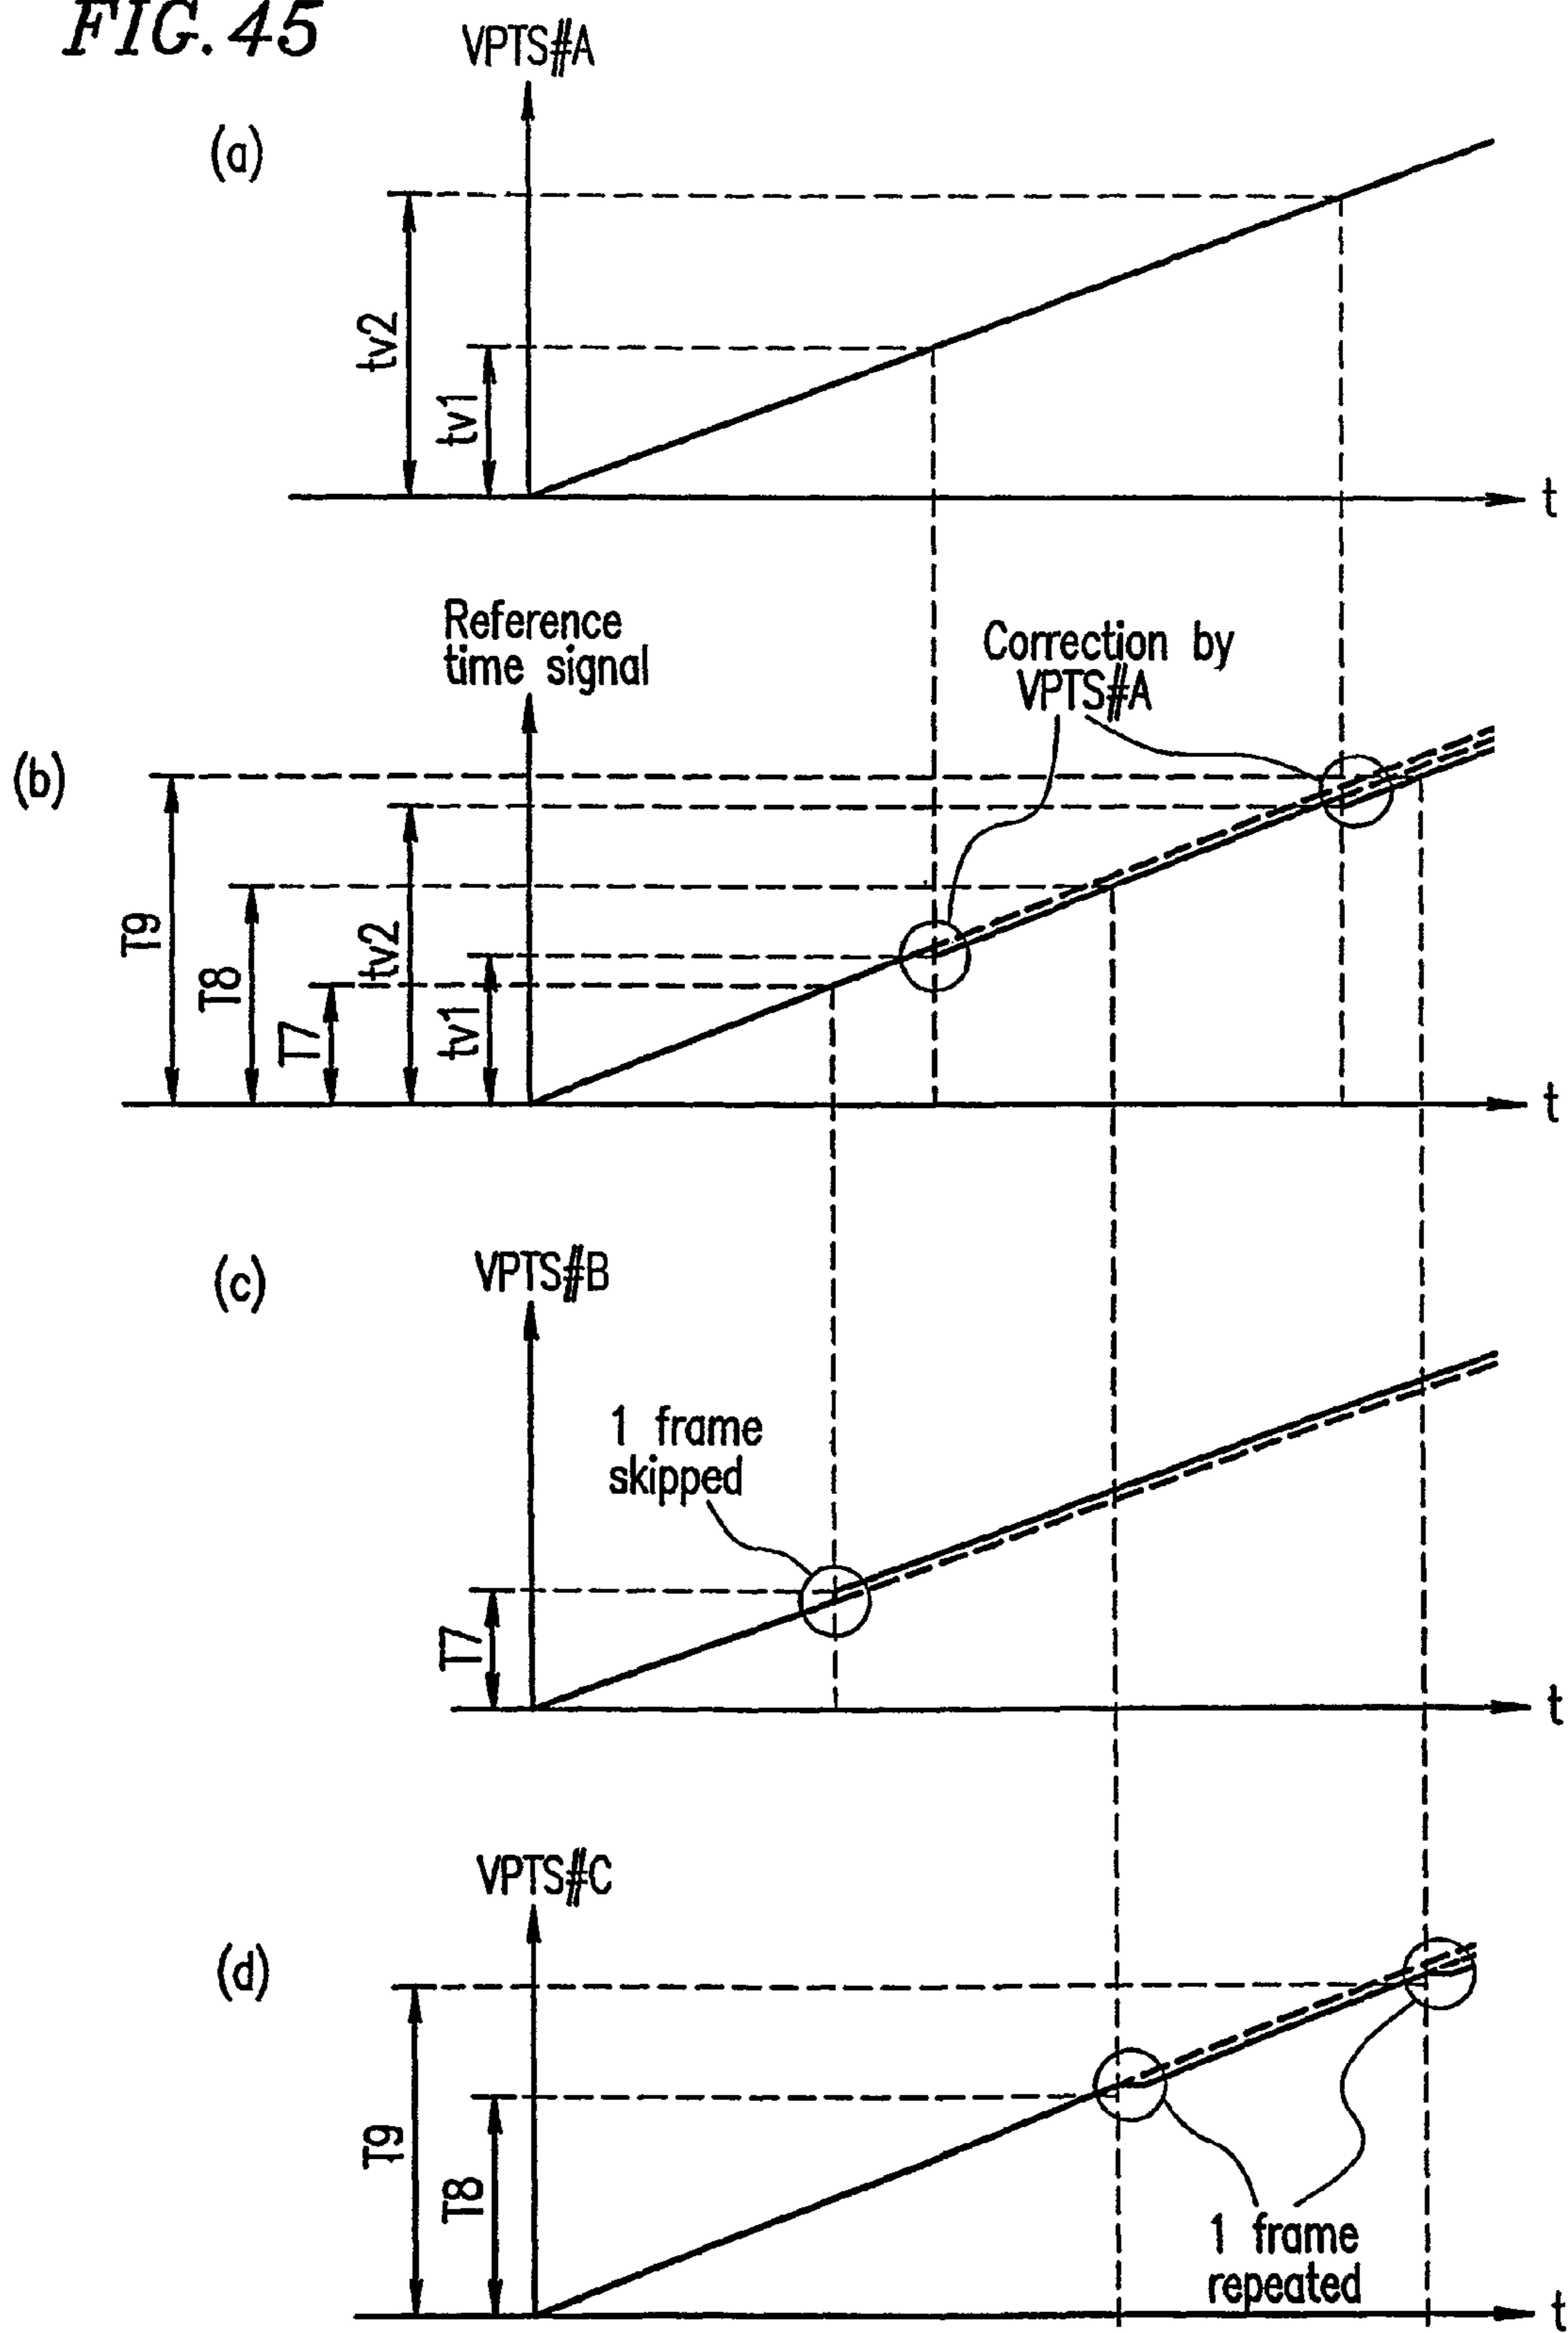 FIG. 45
VPTS#A
(a)
tv2
tv1
t
Reference
time signal
Correction by
VPTS#A
(b)
T9
T8
T7
tv2
tv1
t
VPTS#B
(c)
1 frame
skipped
T7
t
VPTS#C
(d)
T9
T8
1 frame
repeated
t